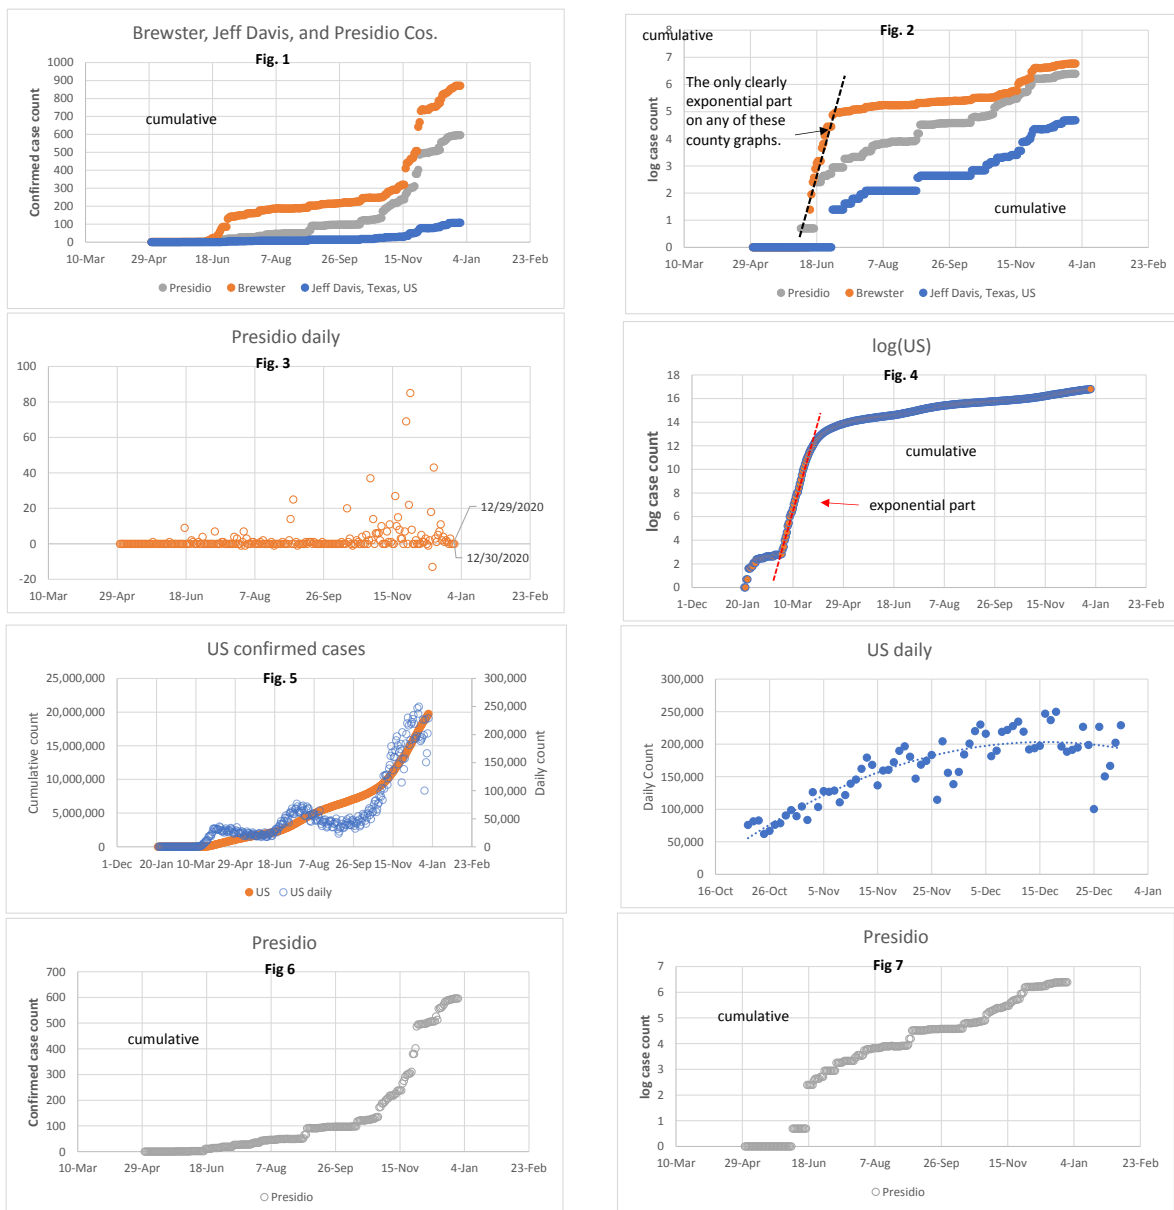 Brewster, Jeff Davis, and Presidio Cos.
Fig. 1
cumulative
Confirmed case count
1000
900
800
700
600
500
400
300
200
100
0
10-Mar 29-Apr 18-Jun 7-Aug 26-Sep 15-Nov 4-Jan 23-Feb
Presidio Brewster Jeff Davis, Texas, US
Fig. 2
cumulative
The only clearly
exponential part
on any of these
county graphs.
cumulative
log case count
8
7
6
5
4
3
2
1
0
10-Mar 29-Apr 18-Jun 7-Aug 26-Sep 15-Nov 4-Jan 23-Feb
Presidio Brewster Jeff Davis, Texas, US
Presidio daily
Fig. 3
100
80
60
40
20
0
-20
12/29/2020
12/30/2020
10-Mar 29-Apr 18-Jun 7-Aug 26-Sep 15-Nov 4-Jan 23-Feb
log(US)
Fig. 4
cumulative
exponential part
log case count
18
16
14
12
10
8
6
4
2
0
1-Dec 20-Jan 10-Mar 29-Apr 18-Jun 7-Aug 26-Sep 15-Nov 4-Jan 23-Feb
US confirmed cases
Fig. 5
Cumulative count
25,000,000
20,000,000
15,000,000
10,000,000
5,000,000
0
300,000
250,000
200,000
150,000
100,000
50,000
0
Daily count
1-Dec 20-Jan 10-Mar 29-Apr 18-Jun 7-Aug 26-Sep 15-Nov 4-Jan 23-Feb
US US daily
US daily
Daily Count
300,000
250,000
200,000
150,000
100,000
50,000
0
16-Oct 26-Oct 5-Nov 15-Nov 25-Nov 5-Dec 15-Dec 25-Dec 4-Jan
Presidio
Fig 6
cumulative
Confirmed case count
700
600
500
400
300
200
100
0
10-Mar 29-Apr 18-Jun 7-Aug 26-Sep 15-Nov 4-Jan 23-Feb
Presidio
Presidio
Fig 7
cumulative
log case count
7
6
5
4
3
2
1
0
10-Mar 29-Apr 18-Jun 7-Aug 26-Sep 15-Nov 4-Jan 23-Feb
Presidio